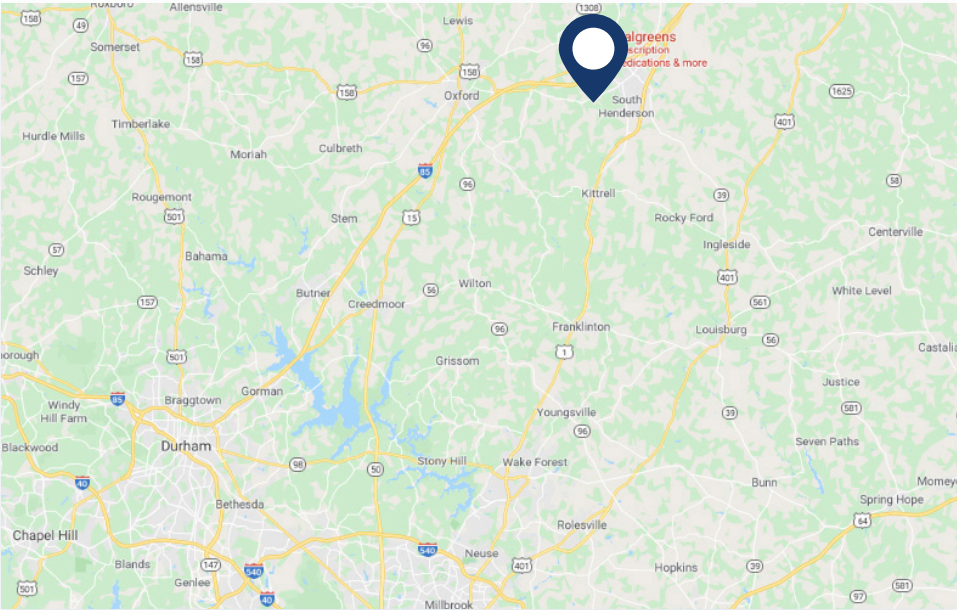 Roxboro
Allensville
1308
158
49
Lewis
Somerset
96
algreens
scription
edications & more
158
158
157
158
Oxford
1625
South
Henderson
Timberlake
401
Hurdle Mills
Culbreth
Moriah
85
96
58
Rougemont
Kittrell
39
501
Stem
15
Rocky Ford
Centerville
57
Bahama
Ingleside
Schley
401
56
Wilton
Butner
White Level
157
Creedmoor
561
96
Franklinton
Louisburg
56
orough
501
1
Castalia
Grissom
Justice
Gorman
85
Braggtown
Windy
Hill Farm
581
Youngsville
39
96
Blackwood
Durham
Seven Paths
98
50
Stony Hill
Wake Forest
40
Bunn
Momeye
Bethesda
Spring Hope
64
Chapel Hill
Rolesville
540
Neuse
Blands
147
540
401
Hopkins
39
Genlee
501
581
40
97
Millbrook